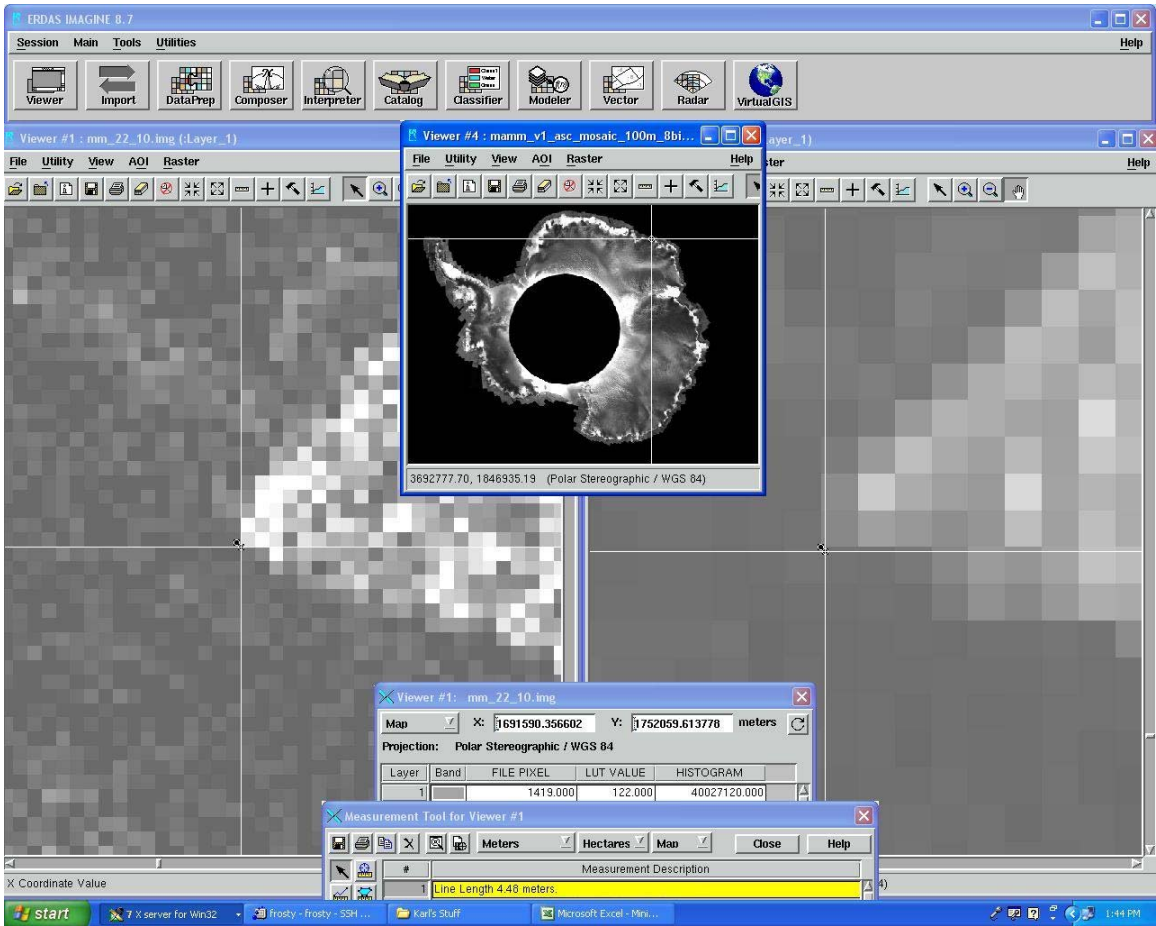 ERDAS IMAGINE 8.7
Session Main Tools Utilities Help
Viewer Import DataPrep Composer Interpreter Catalog Classifier Modeler Vector Radar VirtualGIS
Viewer #1 : mm_22_10.img (:Layer_1)
File Utility View AOI Raster
Viewer #4 : mamm_v1_asc_mosaic_100m_8bi...
File Utility View AOI Raster Help
ayer_1)
ster Help
3692777.70, 1846935.19 (Polar Stereographic / WGS 84)
Viewer #1: mm_22_10.img
Map X: 1691590.356602 Y: 1752059.613778 meters
Projection: Polar Stereographic / WGS 84
Layer Band FILE PIXEL LUT VALUE HISTOGRAM
1 1419.000 122.000 40027120.000
Measurement Tool for Viewer #1
Meters Hectares Map Close Help
# Measurement Description
1 Line Length 4.48 meters.
X Coordinate Value
4)
start 7 X server for Win32 frosty - frosty - SSH ... Karl's Stuff Microsoft Excel - Mini... 1:44 PM